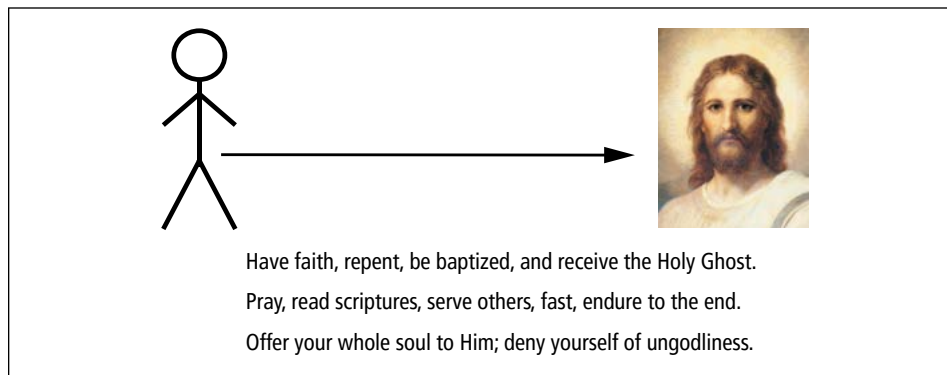 Have faith, repent, be baptized, and receive the Holy Ghost.
Pray, read scriptures, serve others, fast, endure to the end.
Offer your whole soul to Him; deny yourself of ungodliness.